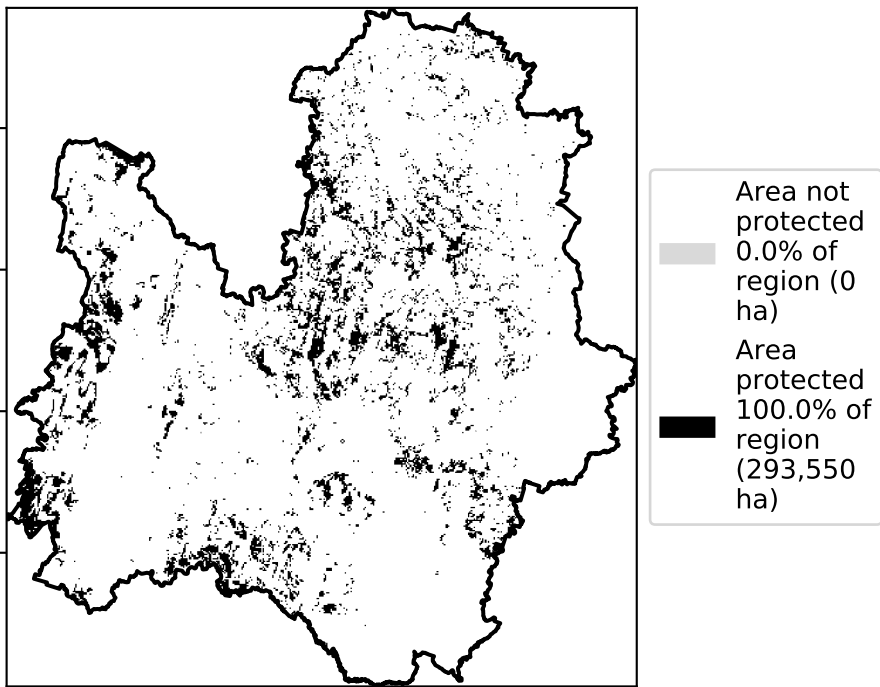 Area not
protected
0.0% of
region (0
ha)
Area
protected
100.0% of
region
(293,550
ha)